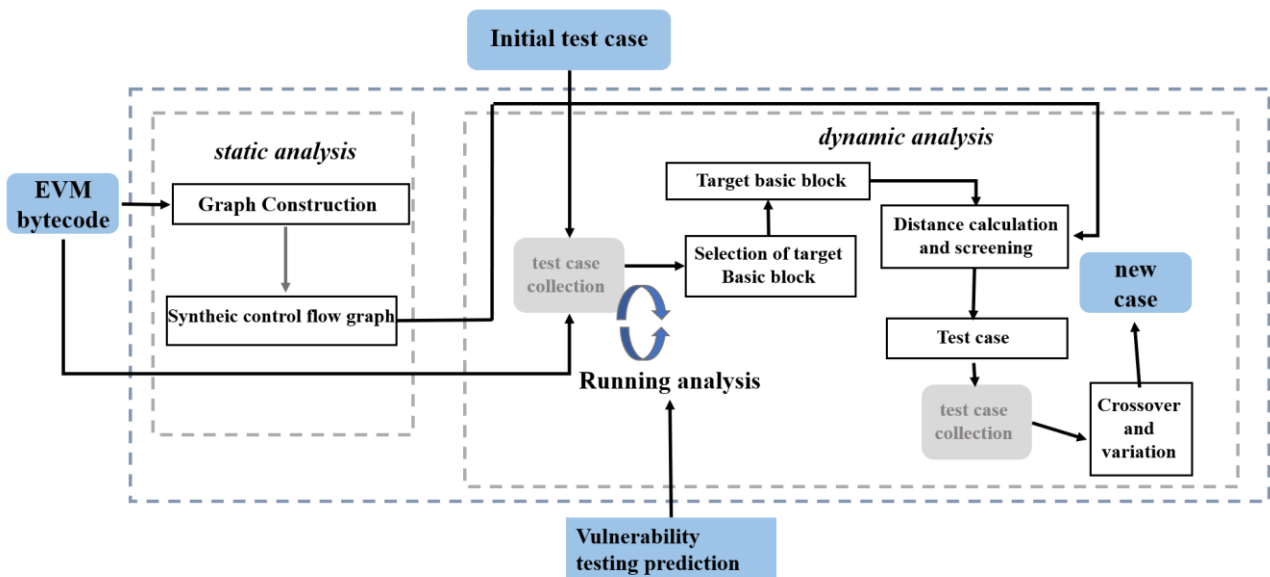 Initial test case
static analysis
dynamic analysis
EVM
bytecode
Graph Construction
Syntheic control flow graph
test case
collection
Running analysis
Selection of target
Basic block
Target basic block
Distance calculation
and screening
Test case
test case
collection
Crossover
and
variation
new
case
Vulnerability
testing prediction